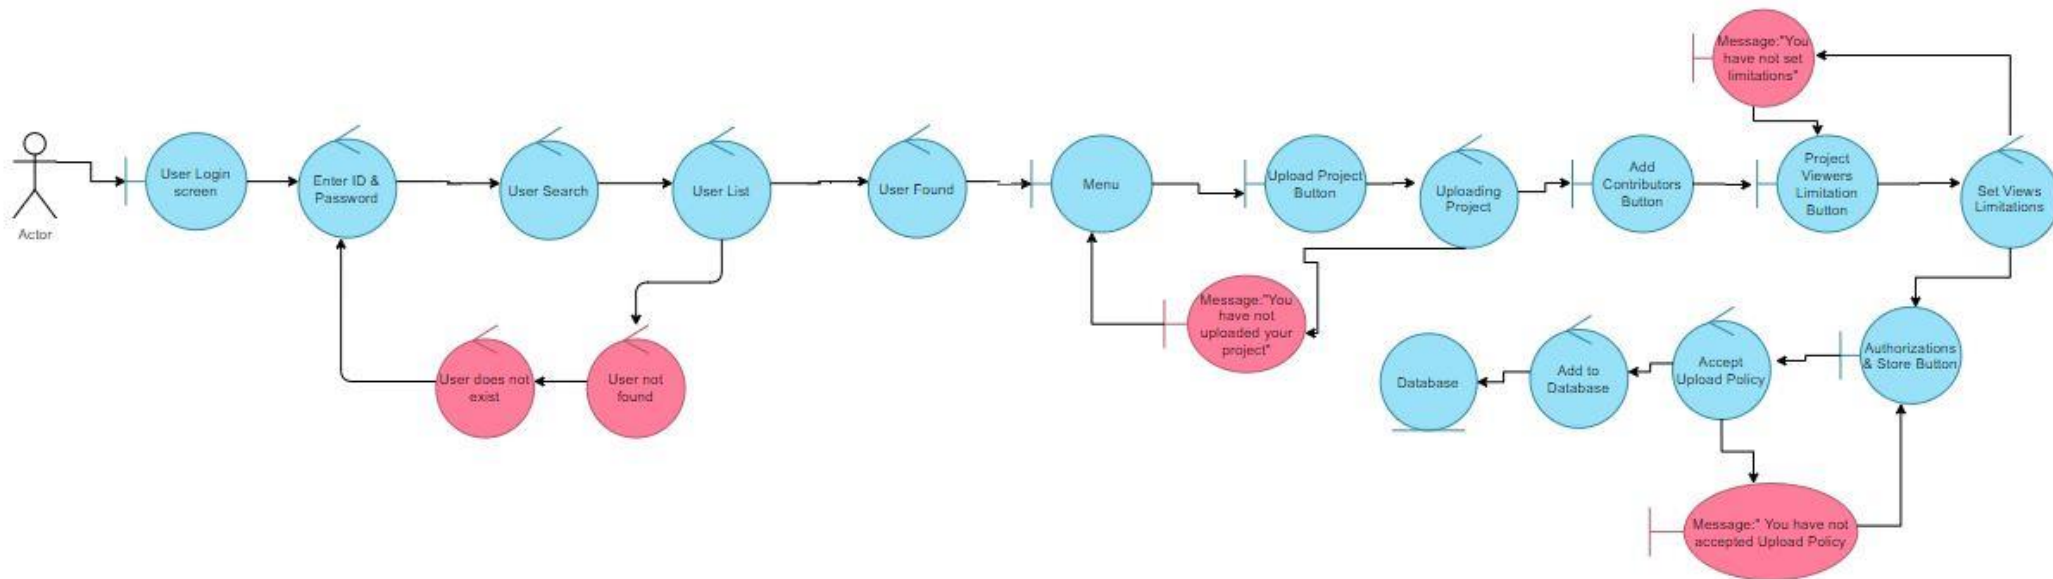 Actor
User Login
screen
Enter ID &
Password
User Search
User List
User Found
Menu
Upload Project
Button
Uploading
Project
Add
Contributors
Button
Project
Viewers
Limitation
Button
Set Views
Limitations
Message:"You
have not set
limitations"
User does not
exist
User not
found
Message:"You
have not
uploaded your
project"
Database
Add to
Database
Accept
Upload Policy
Authorizations
& Store Button
Message:" You have not
accepted Upload Policy